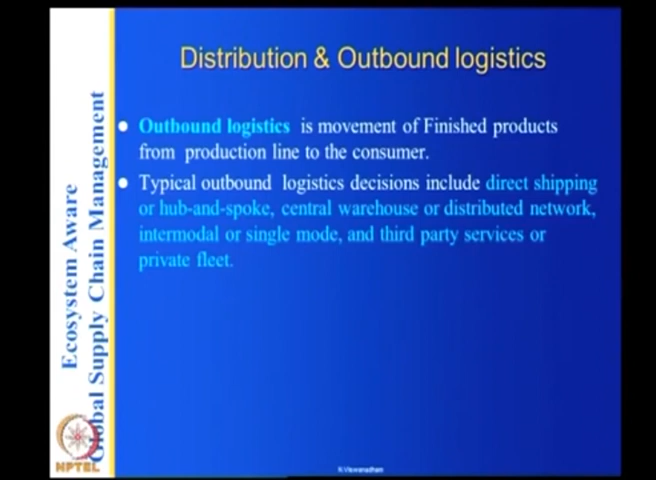 Distribution & Outbound logistics
Outbound logistics is movement of Finished products
from production line to the consumer.
Typical outbound logistics decisions include direct shipping
or hub-and-spoke, central warehouse or distributed network,
intermodal or single mode, and third party services or
private fleet.
Ecosystem Aware
Global Supply Chain Management
NPTEL
N.Viswanadham